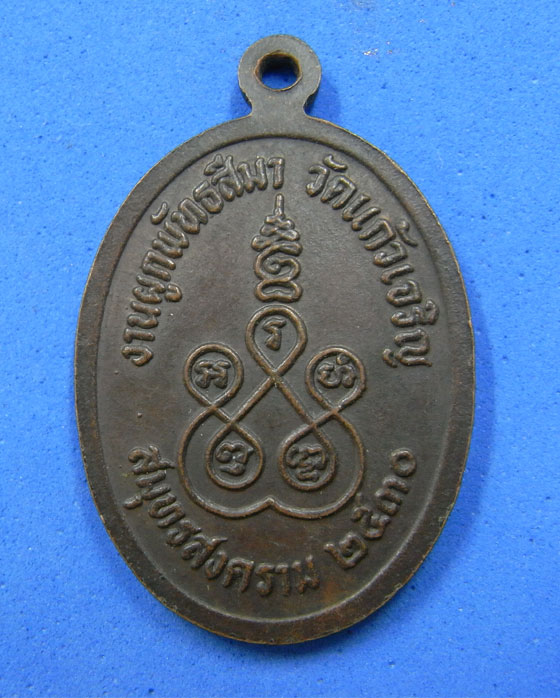 งานผูกพัทธสีมา วัดแก้วเจริญ
สมุทรสงคราม ๒๕๓๐